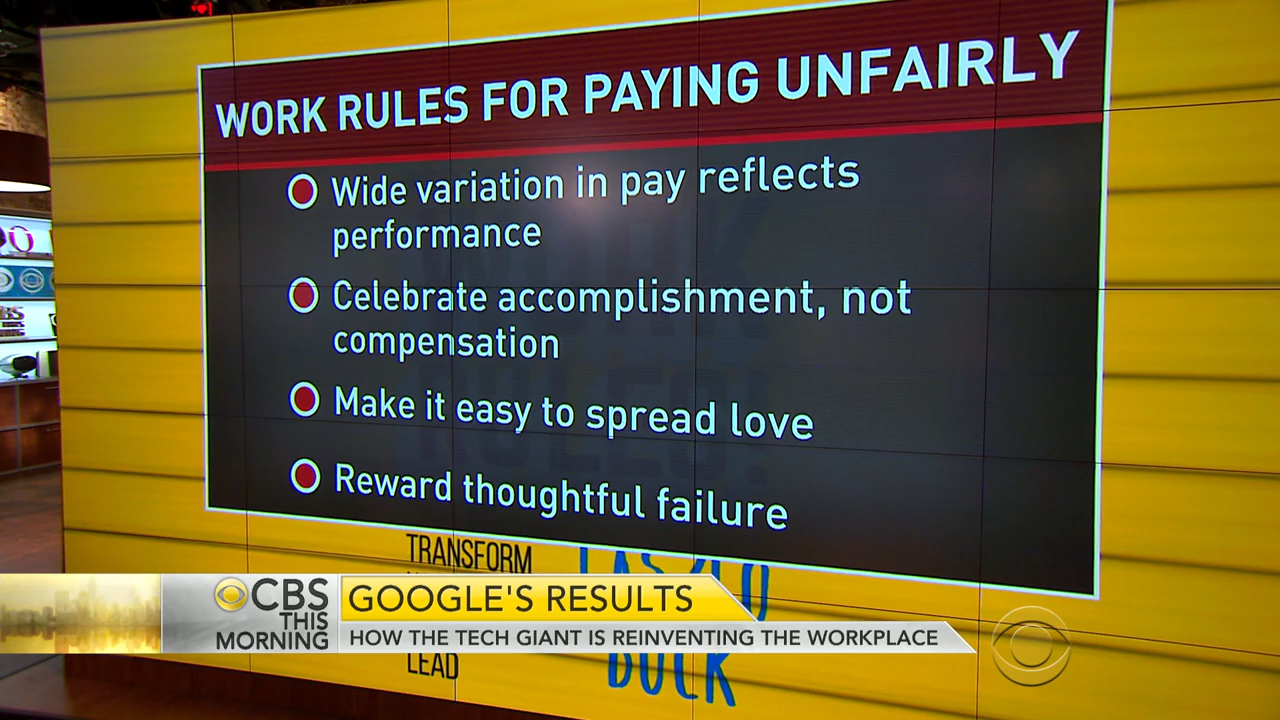 WORK RULES FOR PAYING UNFAIRLY
Wide variation in pay reflects
performance
Celebrate accomplishment, not
compensation
Make it easy to spread love
Reward thoughtful failure
TRANSFORM
LASZLO
CBS
THIS
MORNING
GOOGLE'S RESULTS
HOW THE TECH GIANT IS REINVENTING THE WORKPLACE
LEAD
BOCK